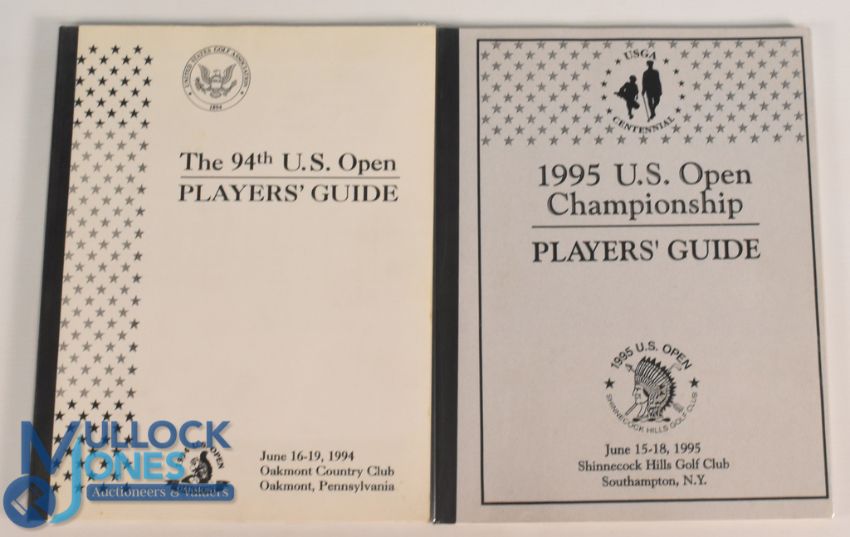 UNITED STATES GOLF ASSOCIATION
1894
The 94th U.S. Open
PLAYERS' GUIDE
OPEN
June 16-19, 1994
Oakmont Country Club
Oakmont, Pennsylvania
USGA
CENTENNIAL
1995 U.S. Open
Championship
PLAYERS' GUIDE
1995 U.S. OPEN
SHINNECOCK HILLS GOLF CLUB
June 15-18, 1995
Shinnecock Hills Golf Club
Southampton, N.Y.
MULLOCK
JONES
Auctioneers & Valuers